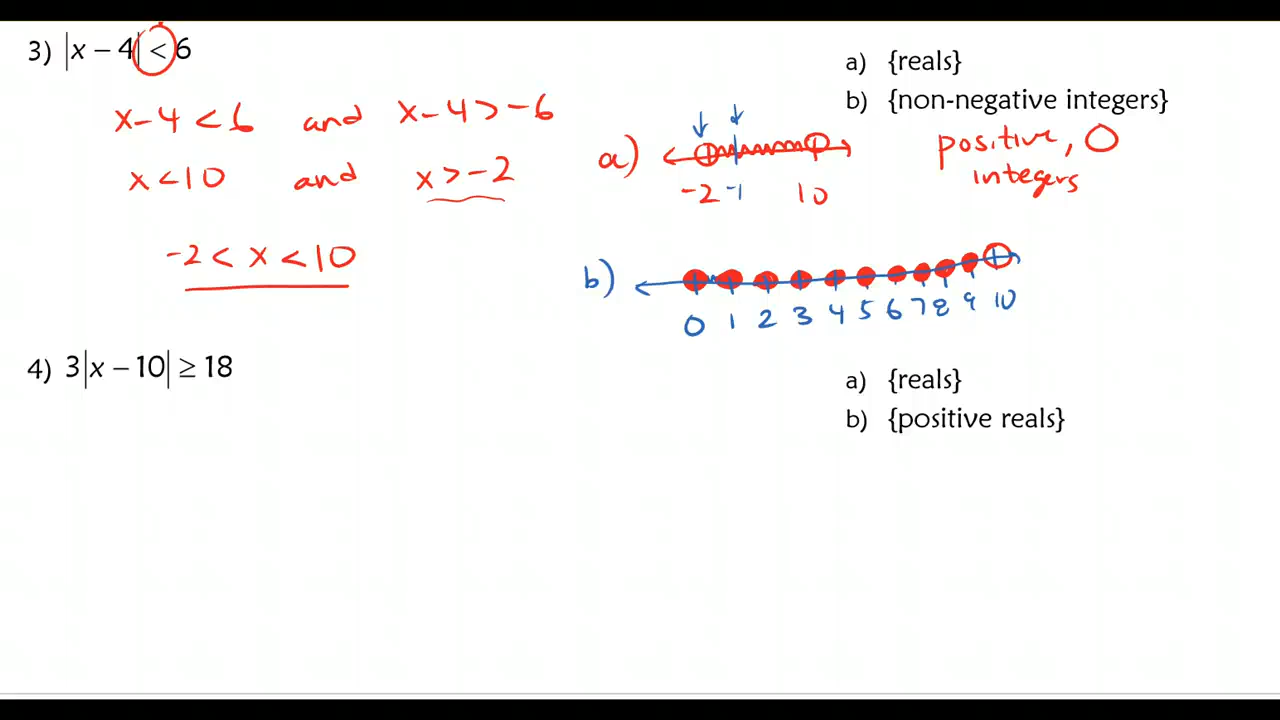 3) |x − 4| < 6
a) {reals}
b) {non-negative integers}
x-4 < 6 and x-4 > -6
positive, 0
integers
x < 10 and x > -2
a)
-2 -1 10
-2 < x < 10
b)
0 1 2 3 4 5 6 7 8 9 10
4) 3|x − 10| ≥ 18
a) {reals}
b) {positive reals}